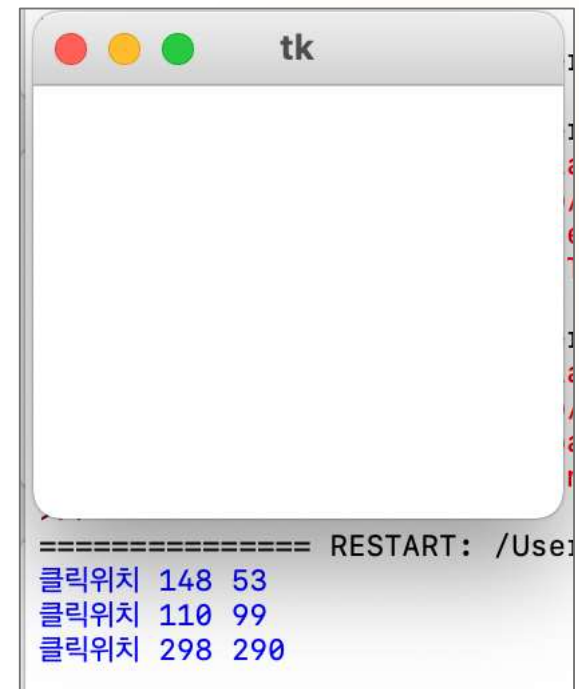 tk
=============== RESTART: /User
클릭위치 148 53
클릭위치 110 99
클릭위치 298 290